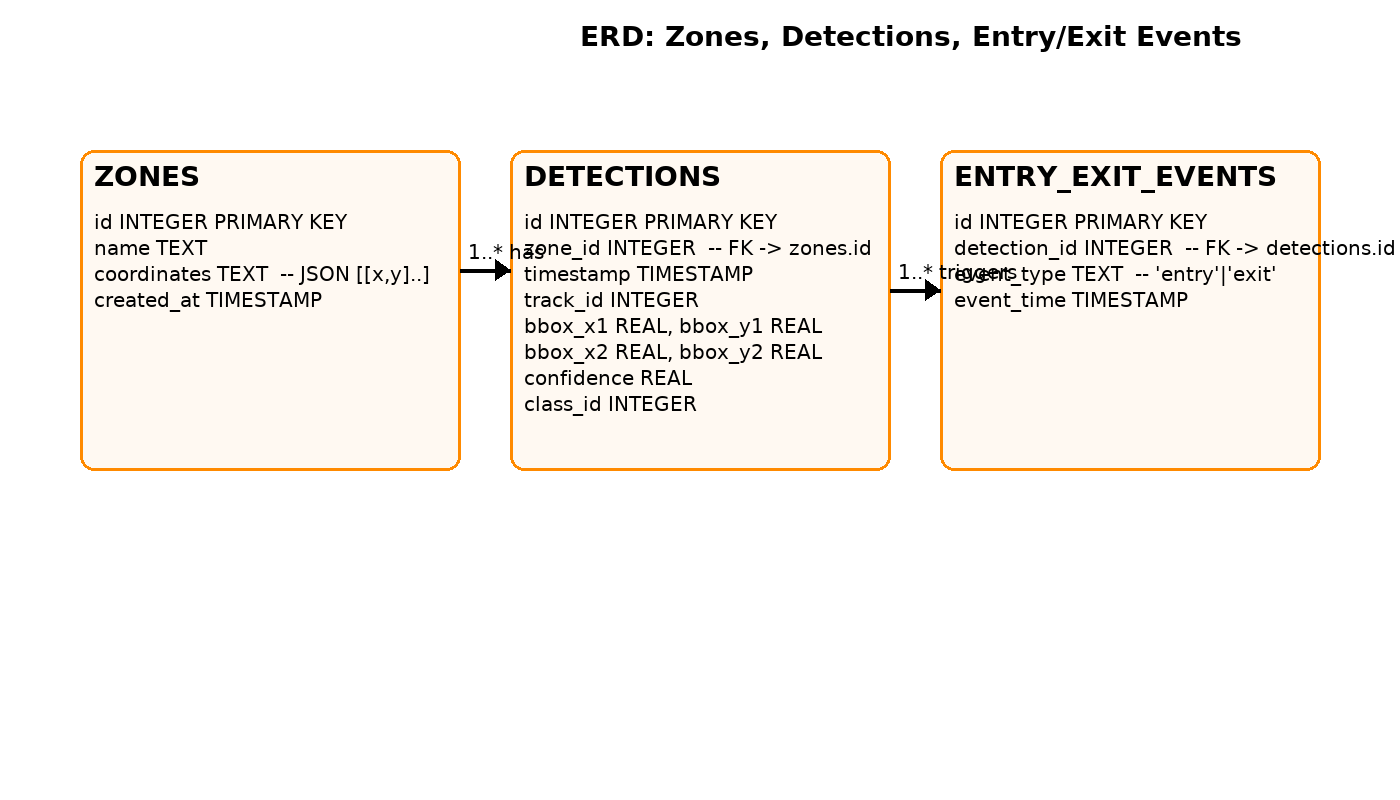 ERD: Zones, Detections, Entry/Exit Events
ZONES
id INTEGER PRIMARY KEY
name TEXT
coordinates TEXT  -- JSON [[x,y]..]
created_at TIMESTAMP
1..* has
DETECTIONS
id INTEGER PRIMARY KEY
zone_id INTEGER  -- FK -> zones.id
timestamp TIMESTAMP
track_id INTEGER
bbox_x1 REAL, bbox_y1 REAL
bbox_x2 REAL, bbox_y2 REAL
confidence REAL
class_id INTEGER
1..* triggers
ENTRY_EXIT_EVENTS
id INTEGER PRIMARY KEY
detection_id INTEGER  -- FK -> detections.id
event_type TEXT  -- 'entry'|'exit'
event_time TIMESTAMP